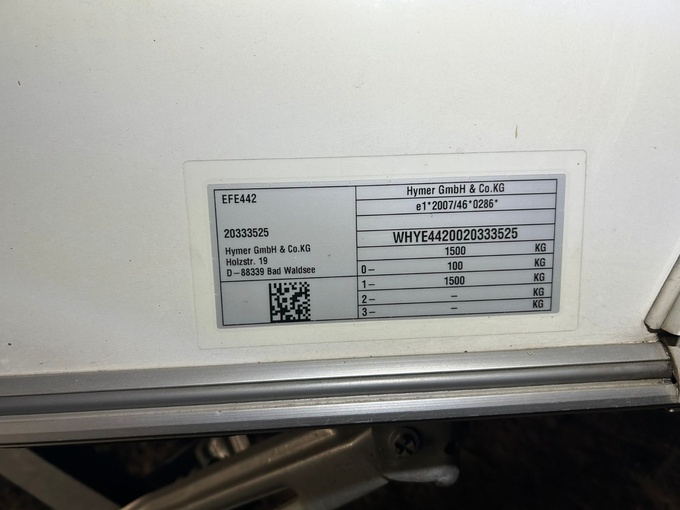 EFE442
20333525
Hymer GmbH & Co.KG
Holzstr. 19
D-88339 Bad Waldsee
Hymer GmbH & Co.KG
e1*2007/46*0286*
WHYE4420020333525
1500 KG
0- 100 KG
1- 1500 KG
2- - KG
3- - KG